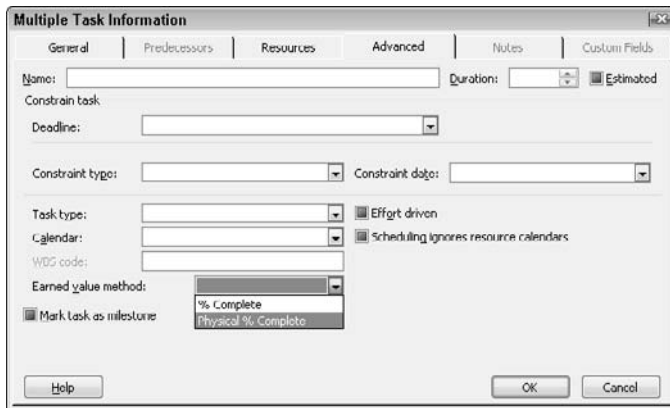 Multiple Task Information
General Predecessors Resources Advanced Notes Custom Fields
Name: Duration: Estimated
Constrain task
Deadline:
Constraint type: Constraint date:
Task type: Effort driven
Calendar: Scheduling ignores resource calendars
WBS code:
Earned value method:
% Complete
Mark task as milestone Physical % Complete
Help OK Cancel